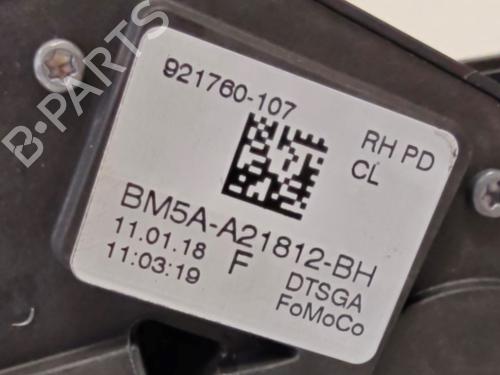 921760-107
RH PD
CL
BM5A-A21812-BH
11.01.18 F
11:03:19
DTSGA
FoMoCo
B-PARTS